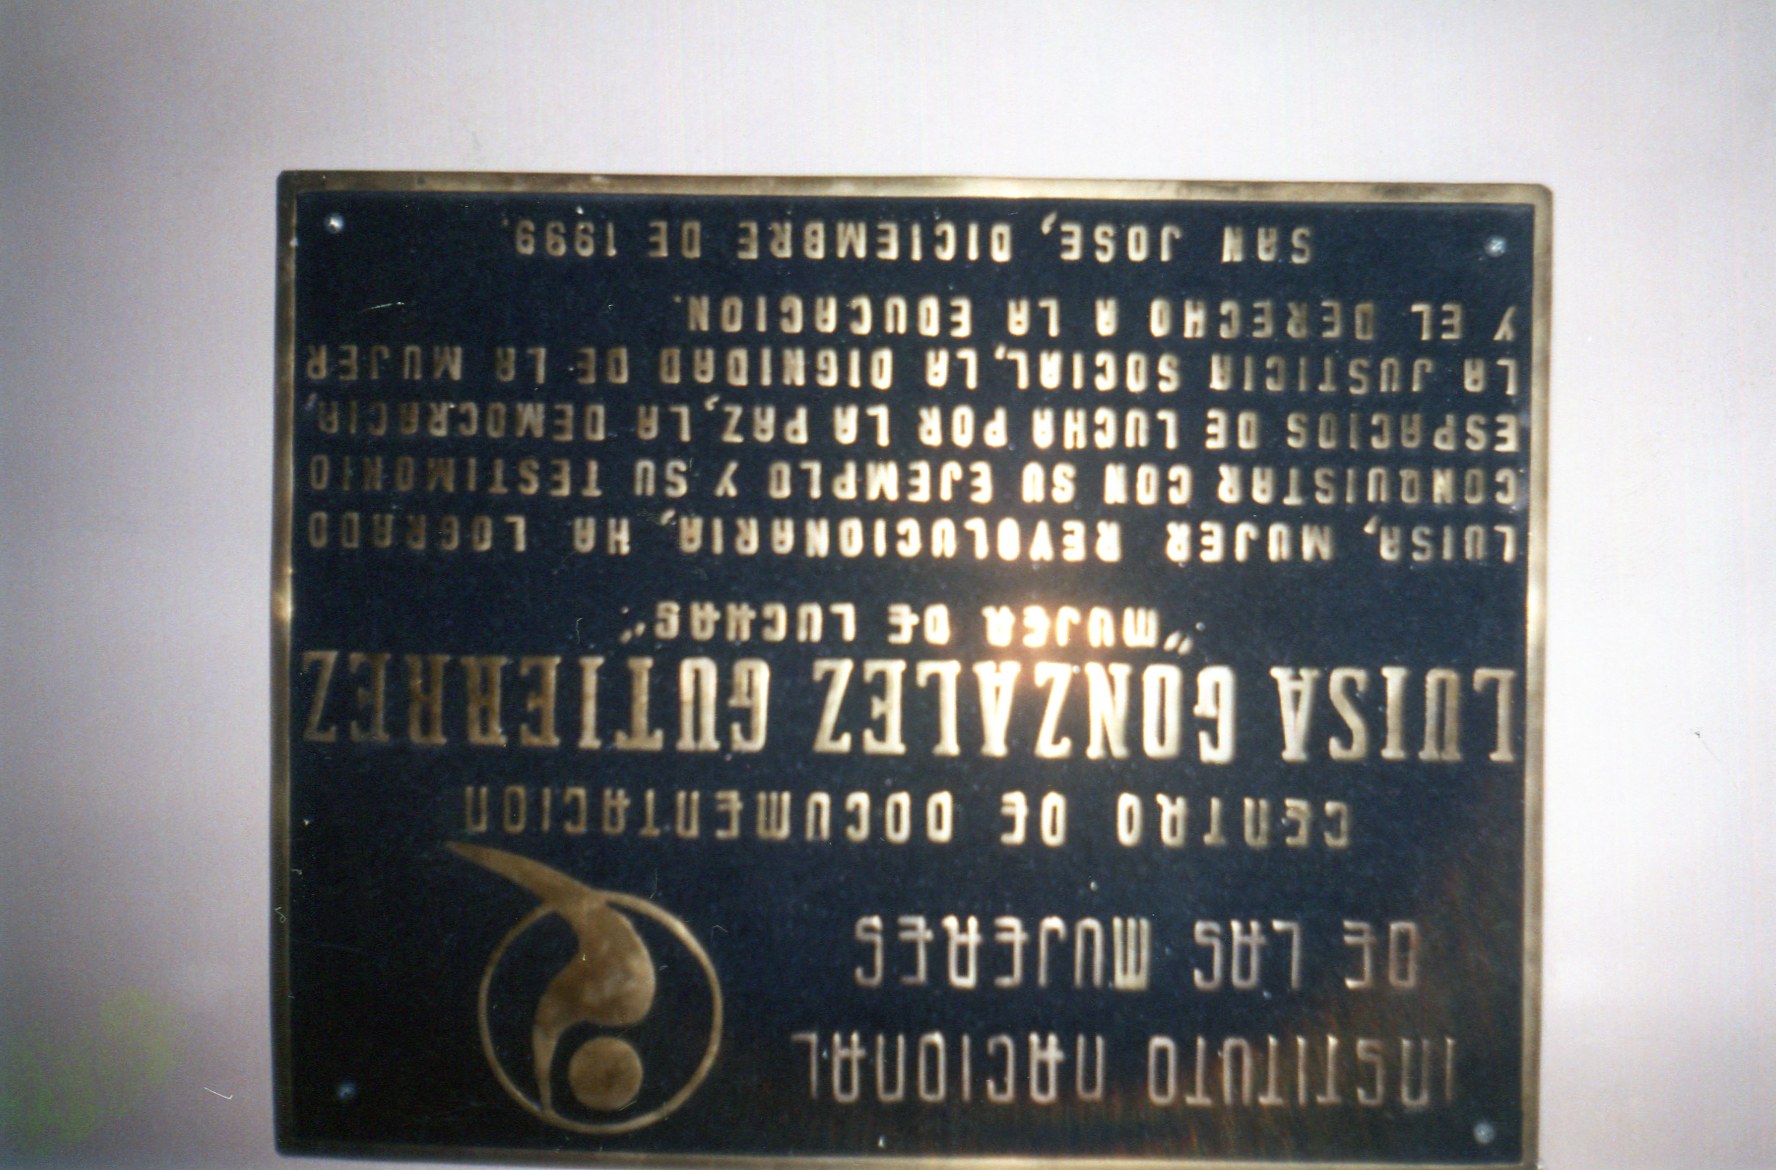 INSTITUTO NACIONAL
DE LAS MUJERES
CENTRO DE DOCUMENTACION
LUISA GONZALEZ GUTIERREZ
"MUJER DE LUCHAS"
LUISA, MUJER REVOLUCIONARIA, HA LOGRADO
CONQUISTAR CON SU EJEMPLO Y SU TESTIMONIO
ESPACIOS DE LUCHA POR LA PAZ, LA DEMOCRACIA,
LA JUSTICIA SOCIAL, LA DIGNIDAD DE LA MUJER
Y EL DERECHO A LA EDUCACION.
SAN JOSE, DICIEMBRE DE 1999.